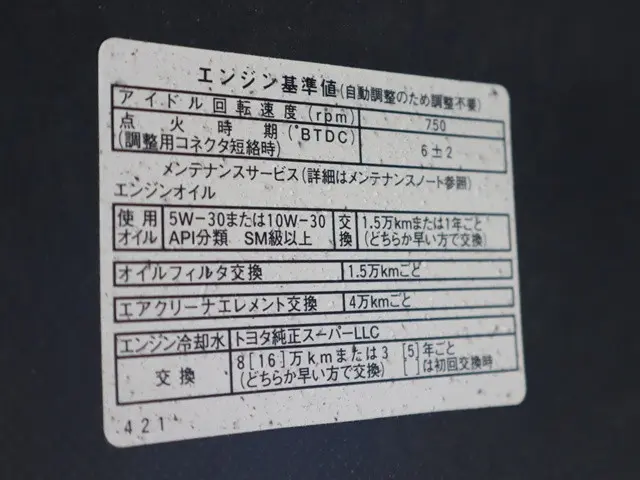 エンジン基準値(自動調整のため調整不要)
アイドル回転速度(rpm) 750
点火時期(°BTDC)
(調整用コネクタ短絡時) 6±2
メンテナンスサービス(詳細はメンテナンスノート参照)
エンジンオイル
使用 5W-30または10W-30 交 1.5万kmまたは1年ごと
オイル API分類 SM級以上 換 (どちらか早い方で交換)
オイルフィルタ交換 1.5万kmごと
エアクリーナエレメント交換 4万kmごと
エンジン冷却水 トヨタ純正スーパーLLC
交換 8[16]万kmまたは3[5]年ごと
(どちらか早い方で交換) [ ]は初回交換時
421